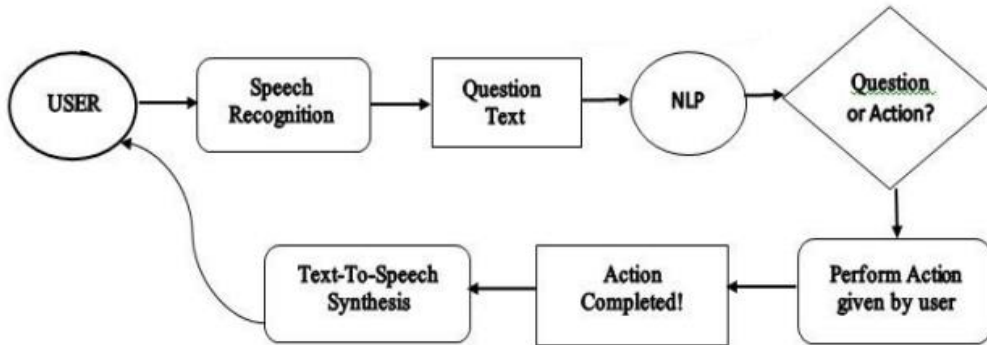 USER
Speech
Recognition
Question
Text
NLP
Question
or Action?
Perform Action
given by user
Action
Completed!
Text-To-Speech
Synthesis